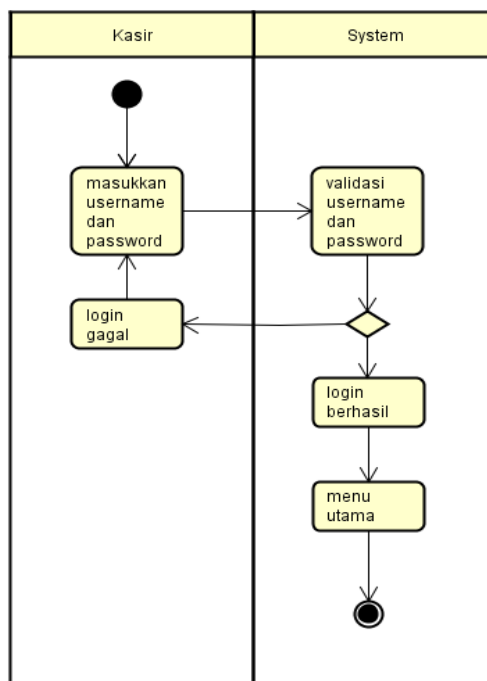 Kasir
System
masukkan
username
dan
password
validasi
username
dan
password
login
gagal
login
berhasil
menu
utama